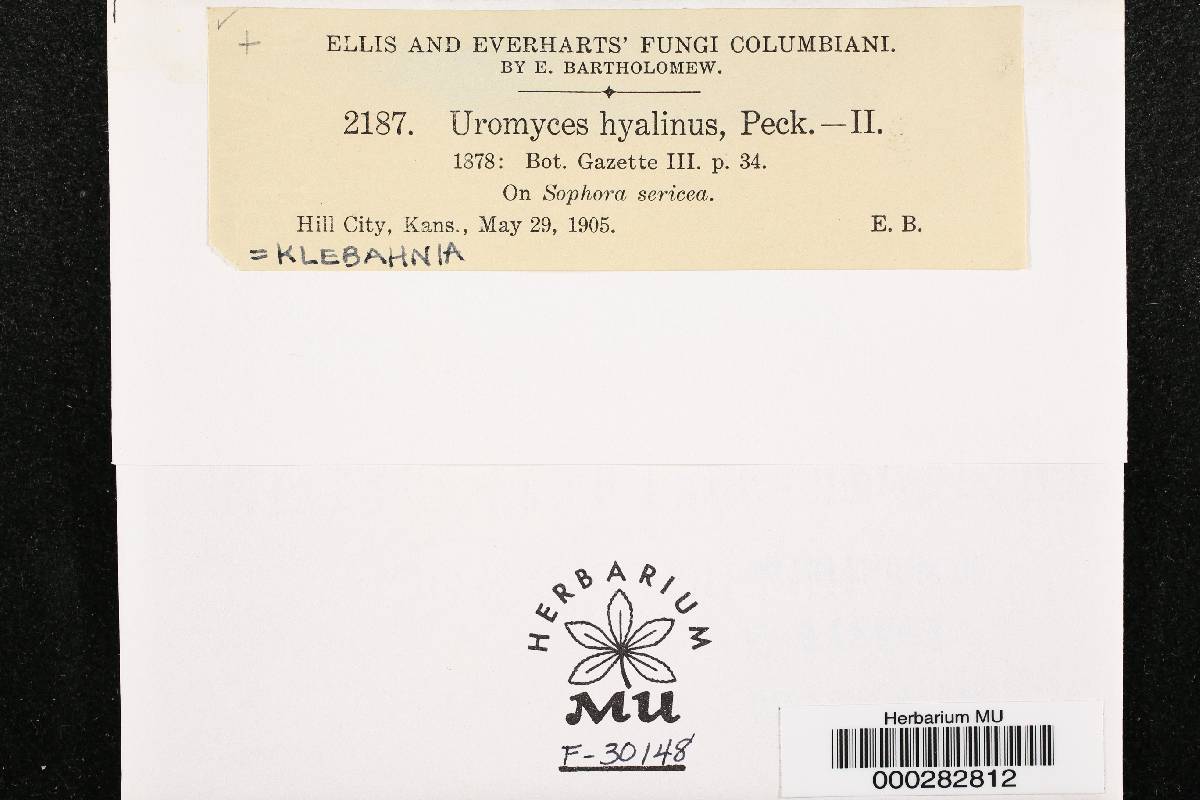 ELLIS AND EVERHARTS' FUNGI COLUMBIANI.
BY E. BARTHOLOMEW.
2187. Uromyces hyalinus, Peck.—II.
1878: Bot. Gazette III. p. 34.
On Sophora sericea.
Hill City, Kans., May 29, 1905. E. B.
=KLEBAHNIA
HERBARIUM
MU
F-30148
Herbarium MU
000282812